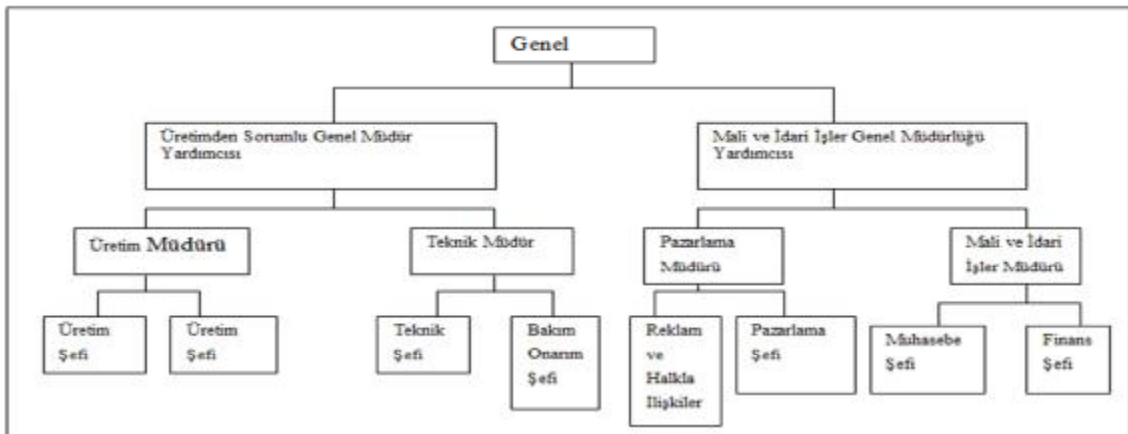 Genel
Üretimden Sorumlu Genel Müdür
Yardımcısı
Mali ve İdari İşler Genel Müdürlüğü
Yardımcısı
Üretim Müdürü
Teknik Müdür
Pazarlama
Müdürü
Mali ve İdari
İşler Müdürü
Üretim
Şefi
Üretim
Şefi
Teknik
Şefi
Bakım
Onarım
Şefi
Reklam
ve
Halkla
İlişkiler
Pazarlama
Şefi
Muhasebe
Şefi
Finans
Şefi